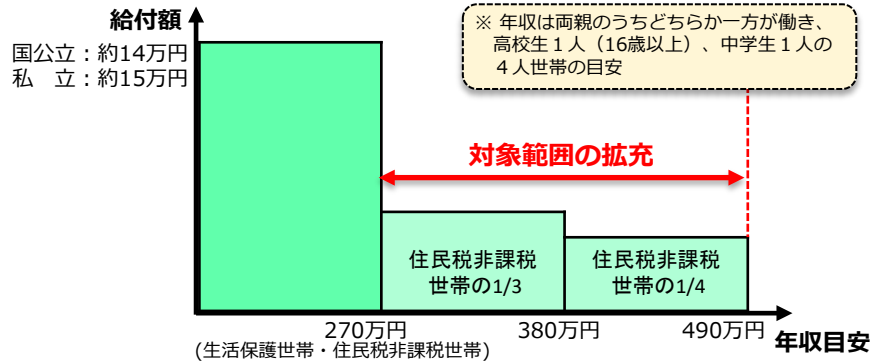 給付額
国公立：約14万円
私　立：約15万円
※ 年収は両親のうちどちらか一方が働き、
高校生１人（16歳以上）、中学生１人の
４人世帯の目安
対象範囲の拡充
住民税非課税
世帯の1/3
住民税非課税
世帯の1/4
270万円
380万円
490万円
年収目安
(生活保護世帯・住民税非課税世帯)